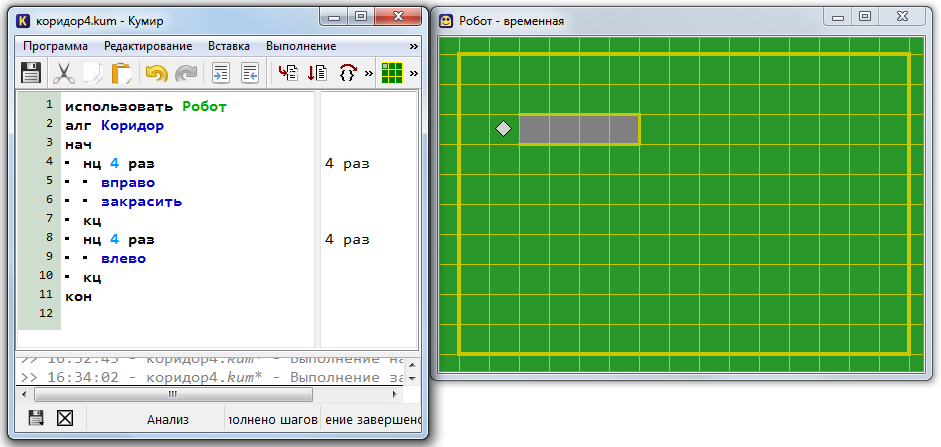 коридор4.kum - Кумир
Программа Редактирование Вставка Выполнение »
» »
1 использовать Робот
2 алг Коридор
3 нач
4 нц 4 раз 4 раз
5 вправо
6 закрасить
7 кц
8 нц 4 раз 4 раз
9 влево
10 кц
11 кон
12
>> 16:32:45 - коридор4.kum* - Выполнение на
>> 16:34:02 - коридор4.kum* - Выполнение за
Анализ юлнено шагов ение завершено
Робот - временная